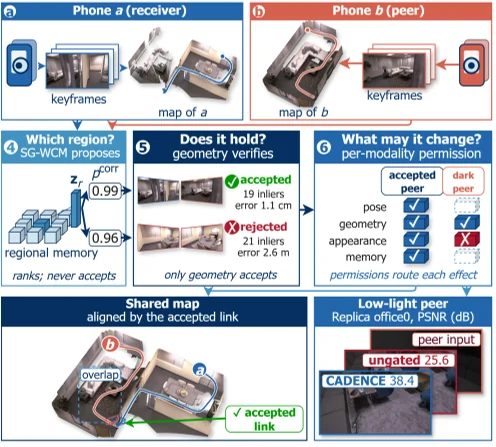 a Phone a (receiver)
keyframes
map of a
b Phone b (peer)
map of b
keyframes
4 Which region?
SG-WCM proposes
p^corr
z_r
0.99
0.96
regional memory
ranks; never accepts
5 Does it hold?
geometry verifies
✓ accepted
19 inliers
error 1.1 cm
X rejected
21 inliers
error 2.6 m
only geometry accepts
6 What may it change?
per-modality permission
accepted
peer
dark
peer
pose
geometry
appearance
memory
permissions route each effect
Shared map
aligned by the accepted link
b
overlap
a
✓ accepted
link
Low-light peer
Replica office0, PSNR (dB)
peer input
ungated 25.6
CADENCE 38.4